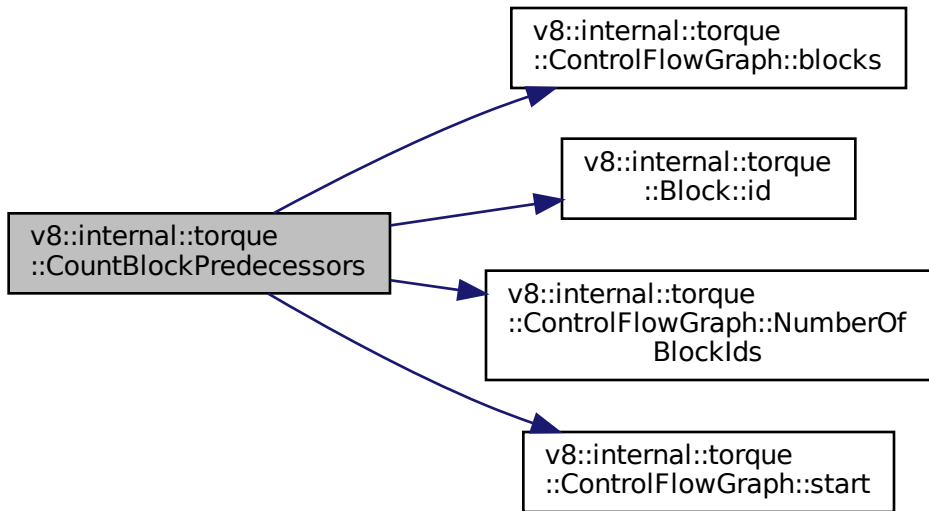 v8::internal::torque
::ControlFlowGraph::blocks
v8::internal::torque
::Block::id
v8::internal::torque
::CountBlockPredecessors
v8::internal::torque
::ControlFlowGraph::NumberOf
BlockIds
v8::internal::torque
::ControlFlowGraph::start